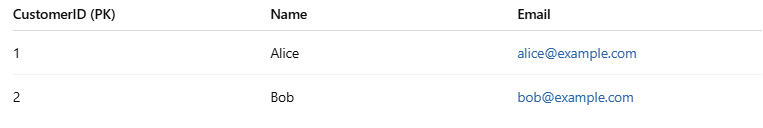 CustomerID (PK) Name Email
1 Alice alice@example.com
2 Bob bob@example.com